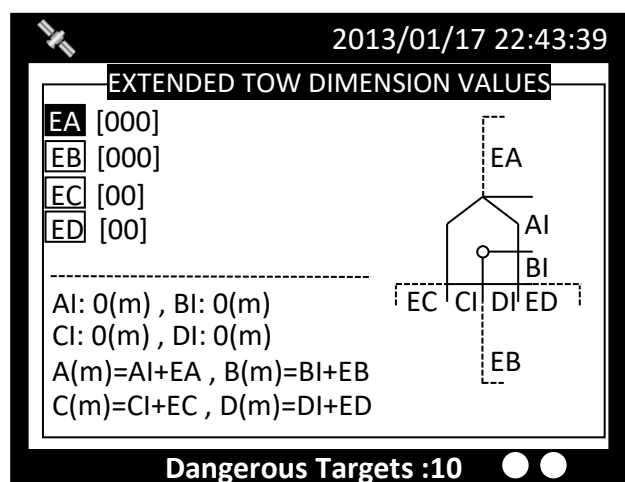 2013/01/17 22:43:39
EXTENDED TOW DIMENSION VALUES
EA [000]
EB [000]
EC [00]
ED [00]
AI: 0(m) , BI: 0(m)
CI: 0(m) , DI: 0(m)
A(m)=AI+EA , B(m)=BI+EB
C(m)=CI+EC , D(m)=DI+ED
EA
AI
BI
EC CI DI ED
EB
Dangerous Targets :10